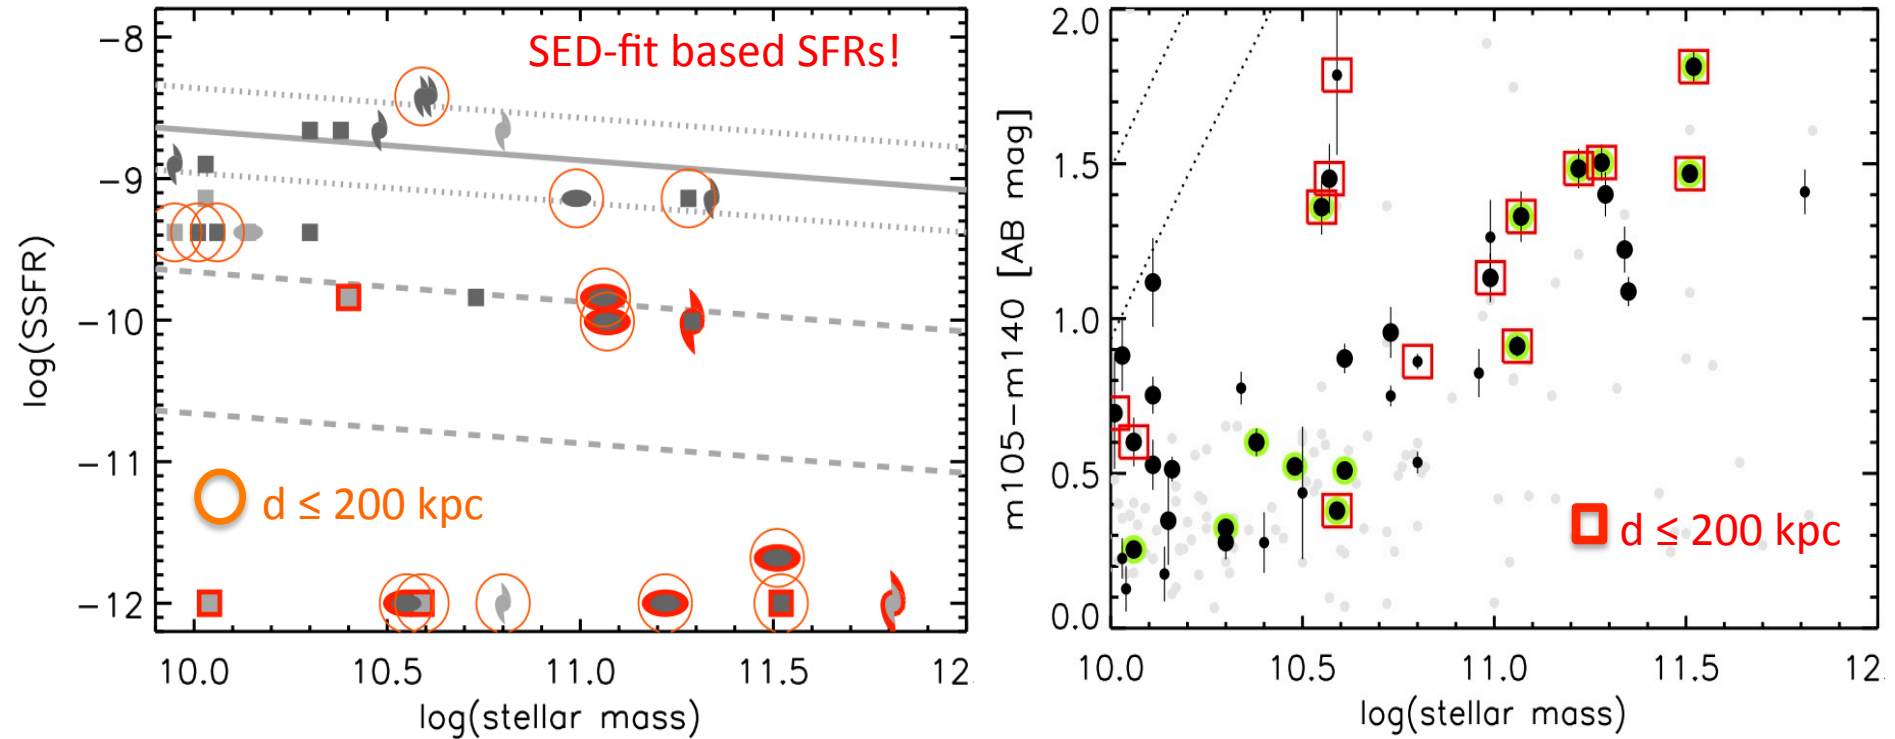 SED-fit based SFRs!
−8
−9
−10
−11
−12
log(SSFR)
d ≤ 200 kpc
10.0
10.5
11.0
11.5
12.
log(stellar mass)
2.0
1.5
1.0
0.5
0.0
m105−m140 [AB mag]
d ≤ 200 kpc
10.0
10.5
11.0
11.5
12.
log(stellar mass)